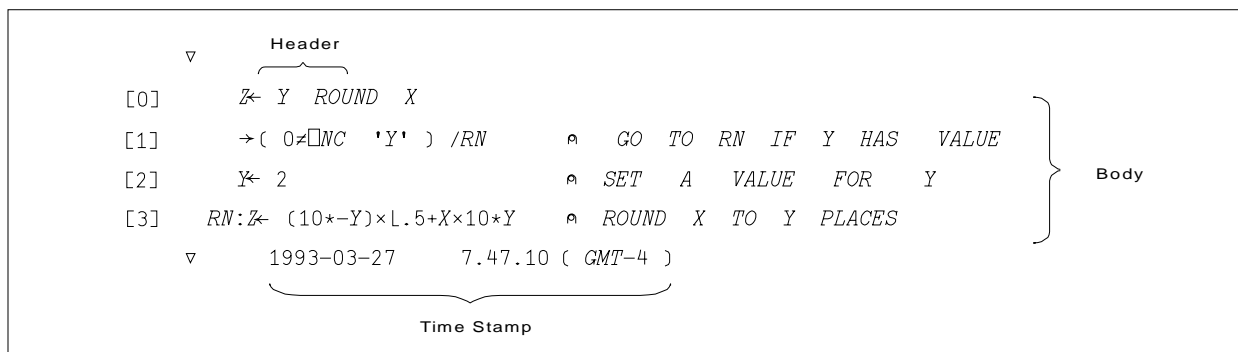 Header
∇
[0] Z← Y ROUND X
[1] →( 0≠⎕NC 'Y' ) /RN ⍝ GO TO RN IF Y HAS VALUE
[2] Y← 2 ⍝ SET A VALUE FOR Y
Body
[3] RN:Z← (10*-Y)×⌊.5+X×10*Y ⍝ ROUND X TO Y PLACES
∇ 1993-03-27 7.47.10 ( GMT-4 )
Time Stamp